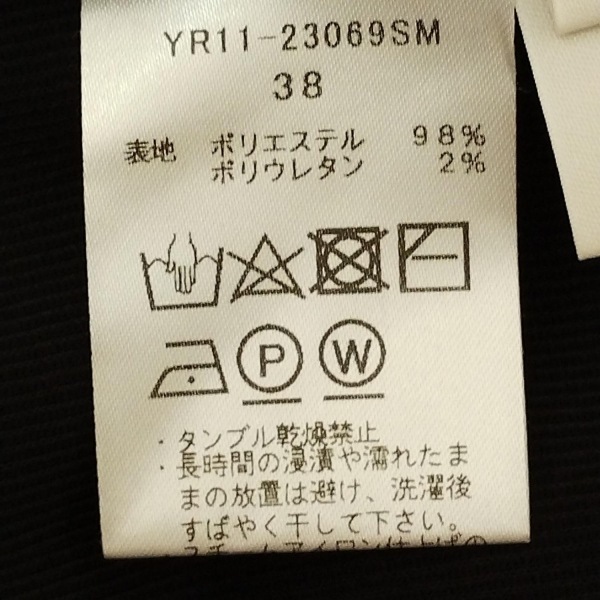 YR11-23069SM
38
表地 ポリエステル 98%
ポリウレタン 2%
P W
・タンブル乾燥禁止
・長時間の浸漬や濡れたま
まの放置は避け、洗濯後
すばやく干して下さい。